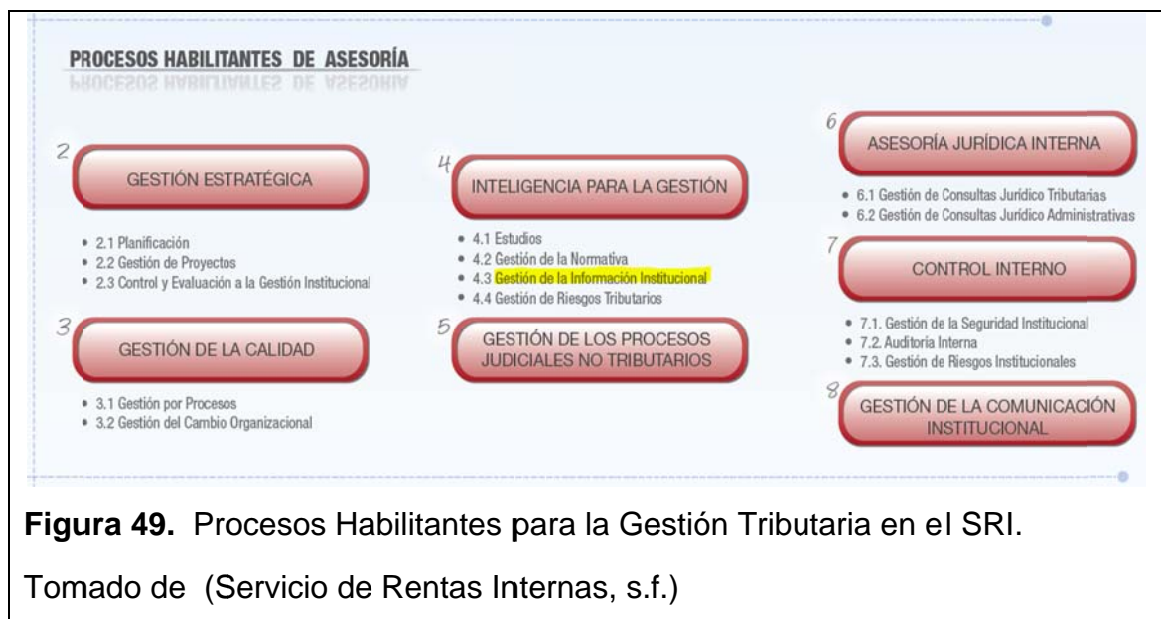 PROCESOS HABILITANTES DE ASESORÍA
2
GESTIÓN ESTRATÉGICA
• 2.1 Planificación
• 2.2 Gestión de Proyectos
• 2.3 Control y Evaluación a la Gestión Institucional
3
GESTIÓN DE LA CALIDAD
• 3.1 Gestión por Procesos
• 3.2 Gestión del Cambio Organizacional
4
INTELIGENCIA PARA LA GESTIÓN
• 4.1 Estudios
• 4.2 Gestión de la Normativa
• 4.3 Gestión de la Información Institucional
• 4.4 Gestión de Riesgos Tributarios
5
GESTIÓN DE LOS PROCESOS
JUDICIALES NO TRIBUTARIOS
6
ASESORÍA JURÍDICA INTERNA
• 6.1 Gestión de Consultas Jurídico Tributarias
• 6.2 Gestión de Consultas Jurídico Administrativas
7
CONTROL INTERNO
• 7.1. Gestión de la Seguridad Institucional
• 7.2. Auditoria Interna
• 7.3. Gestión de Riesgos Institucionales
8
GESTIÓN DE LA COMUNICACIÓN
INSTITUCIONAL
Figura 49. Procesos Habilitantes para la Gestión Tributaria en el SRI.
Tomado de (Servicio de Rentas Internas, s.f.)